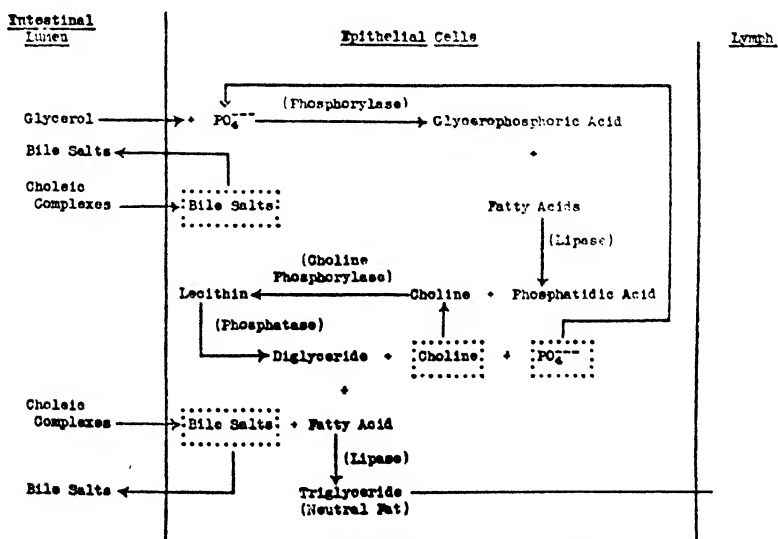 Intestinal
Lumen
Epithelial Cells
Lymph
(Phosphorylase)
Glycerol + PO4--- Glycerophosphoric Acid
Bile Salts +
Choleic
Complexes Bile Salts Fatty Acids
(Lipase)
(Choline
Phosphorylase)
Lecithin Choline + Phosphatidic Acid
(Phosphatase)
Diglyceride + Choline + PO4---
+
Choleic
Complexes Bile Salts + Fatty Acid
(Lipase)
Bile Salts Triglyceride
(Neutral Fat)